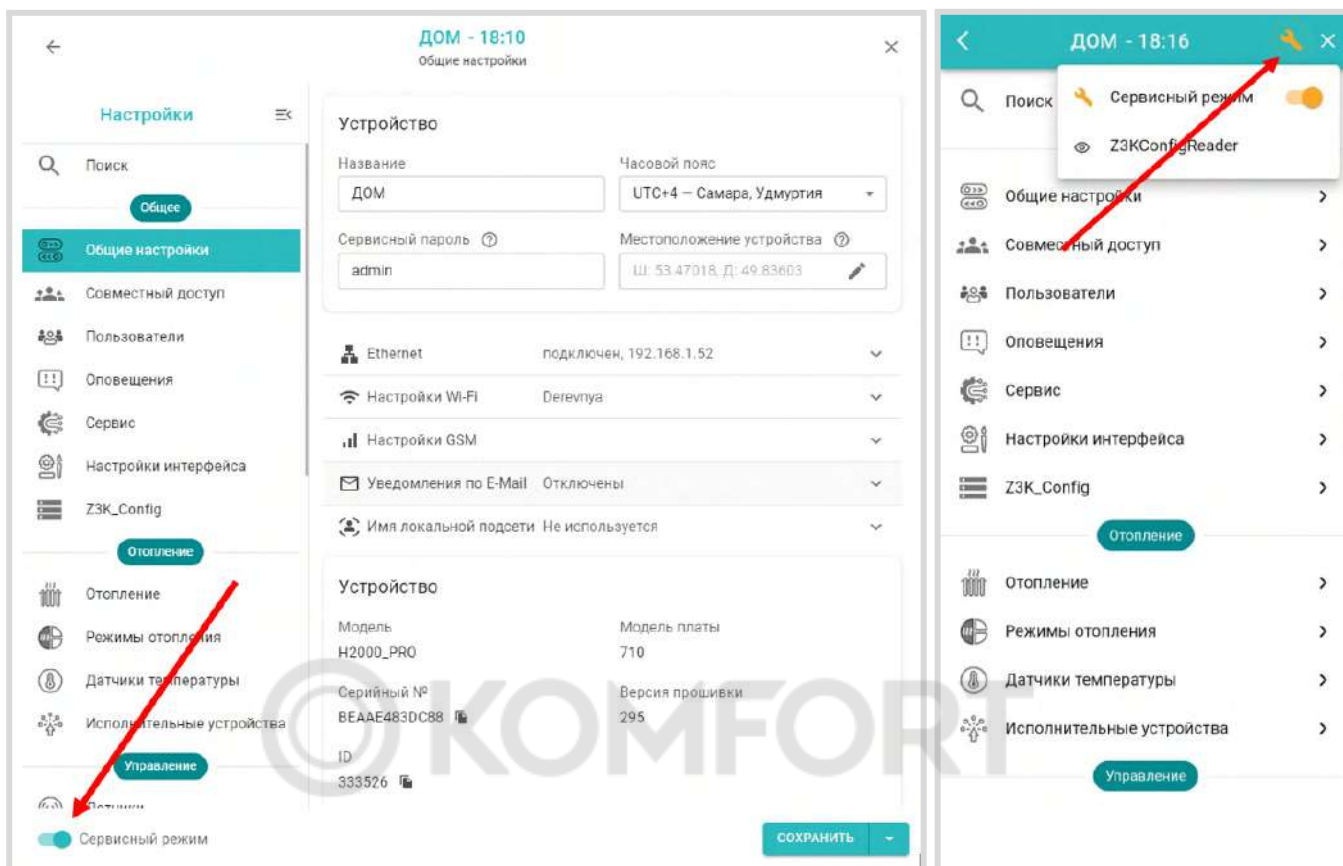 ДОМ - 18:10
Общие настройки
Настройки
Поиск
Общее
Общие настройки
Совместный доступ
Пользователи
Оповещения
Сервис
Настройки интерфейса
Z3K_Config
Отопление
Отопление
Режимы отопления
Датчики температуры
Исполнительные устройства
Управление
Датчики
Сервисный режим
Устройство
Название
Часовой пояс
ДОМ
UTC+4 — Самара, Удмуртия
Сервисный пароль
Местоположение устройства
admin
Ш: 53.47018, Д: 49.83603
Ethernet подключен, 192.168.1.52
Настройки Wi-Fi Derevnya
Настройки GSM
Уведомления по E-Mail Отключены
Имя локальной подсети Не используется
Устройство
Модель
Модель платы
H2000_PRO
710
Серийный №
Версия прошивки
BEAAE483DC88
295
ID
333526
СОХРАНИТЬ
ДОМ - 18:16
Поиск
Сервисный режим
Z3KConfigReader
Общие настройки
Совместный доступ
Пользователи
Оповещения
Сервис
Настройки интерфейса
Z3K_Config
Отопление
Отопление
Режимы отопления
Датчики температуры
Исполнительные устройства
Управление
KOMFORT